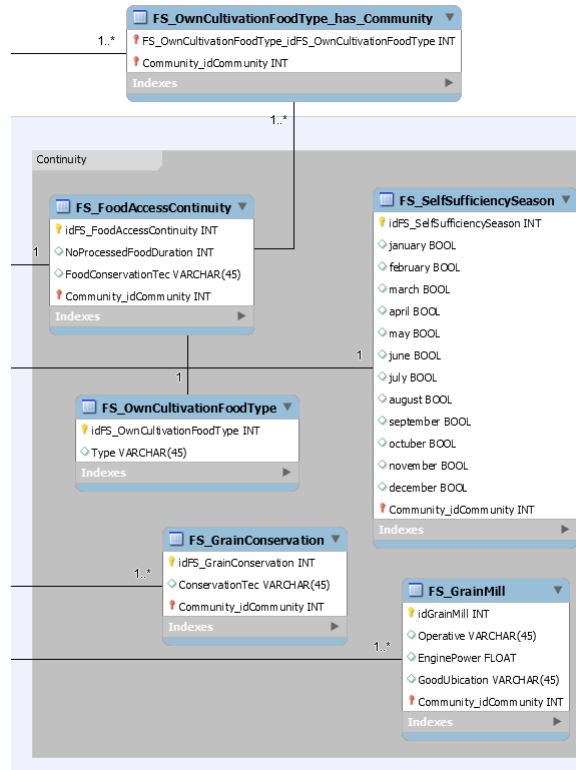 FS_OwnCultivationFoodType_has_Community
FS_OwnCultivationFoodType_idFS_OwnCultivationFoodType INT
Community_idCommunity INT
Indexes
1..*
1..*
Continuity
FS_FoodAccessContinuity
idFS_FoodAccessContinuity INT
NoProcessedFoodDuration INT
FoodConservationTec VARCHAR(45)
Community_idCommunity INT
Indexes
1
FS_SelfSufficiencySeason
idFS_SelfSufficiencySeason INT
january BOOL
february BOOL
march BOOL
april BOOL
may BOOL
june BOOL
july BOOL
august BOOL
september BOOL
octuber BOOL
november BOOL
december BOOL
Community_idCommunity INT
Indexes
1
1
FS_OwnCultivationFoodType
idFS_OwnCultivationFoodType INT
Type VARCHAR(45)
Indexes
FS_GrainConservation
idFS_GrainConservation INT
ConservationTec VARCHAR(45)
Community_idCommunity INT
Indexes
1..*
FS_GrainMill
idGrainMill INT
Operative VARCHAR(45)
EnginePower FLOAT
GoodUbication VARCHAR(45)
Community_idCommunity INT
Indexes
1..*